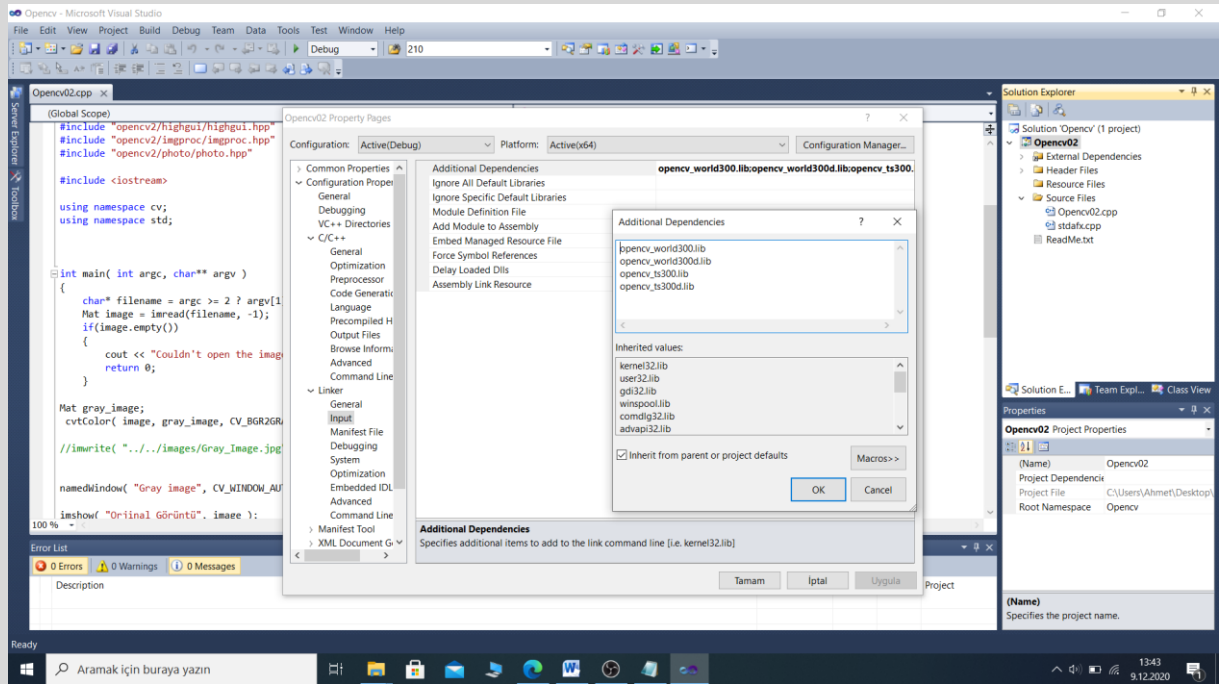 Opencv - Microsoft Visual Studio
File Edit View Project Build Debug Team Data Tools Test Window Help
Debug 210
Server Explorer
Toolbox
Opencv02.cpp
(Global Scope)
#include "opencv2/highgui/highgui.hpp"
#include "opencv2/imgproc/imgproc.hpp"
#include "opencv2/photo/photo.hpp"
#include <iostream>
using namespace cv;
using namespace std;
int main( int argc, char** argv )
{
char* filename = argc >= 2 ? argv[1
Mat image = imread(filename, -1);
if(image.empty())
{
cout << "Couldn't open the imag
return 0;
}
Mat gray_image;
cvtColor( image, gray_image, CV_BGR2GRA
//imwrite( "../../images/Gray_Image.jpg"
namedWindow( "Gray image", CV_WINDOW_AU
imshow( "Orjinal Görüntü", image );
100 %
Opencv02 Property Pages
Configuration: Active(Debug) Platform: Active(x64) Configuration Manager...
Common Properties
Configuration Proper
General
Debugging
VC++ Directories
C/C++
General
Optimization
Preprocessor
Code Generatic
Language
Precompiled H
Output Files
Browse Informa
Advanced
Command Line
Linker
General
Input
Manifest File
Debugging
System
Optimization
Embedded IDL
Advanced
Command Line
Manifest Tool
XML Document G
Additional Dependencies opencv_world300.lib;opencv_world300d.lib;opencv_ts300.
Ignore All Default Libraries
Ignore Specific Default Libraries
Module Definition File
Add Module to Assembly
Embed Managed Resource File
Force Symbol References
Delay Loaded Dlls
Assembly Link Resource
Additional Dependencies
opencv_world300.lib
opencv_world300d.lib
opencv_ts300.lib
opencv_ts300d.lib
Inherited values:
kernel32.lib
user32.lib
gdi32.lib
winspool.lib
comdlg32.lib
advapi32.lib
Inherit from parent or project defaults
Macros>>
OK Cancel
Additional Dependencies
Specifies additional items to add to the link command line [i.e. kernel32.lib]
Tamam İptal Uygula
Solution Explorer
Solution 'Opencv' (1 project)
Opencv02
External Dependencies
Header Files
Resource Files
Source Files
Opencv02.cpp
stdafx.cpp
ReadMe.txt
Solution E... Team Expl... Class View
Properties
Opencv02 Project Properties
(Name) Opencv02
Project Dependencie
Project File C:\Users\Ahmet\Desktop\
Root Namespace Opencv
(Name)
Specifies the project name.
Error List
0 Errors 0 Warnings 0 Messages
Description Project
Ready
Aramak için buraya yazın
13:43
9.12.2020